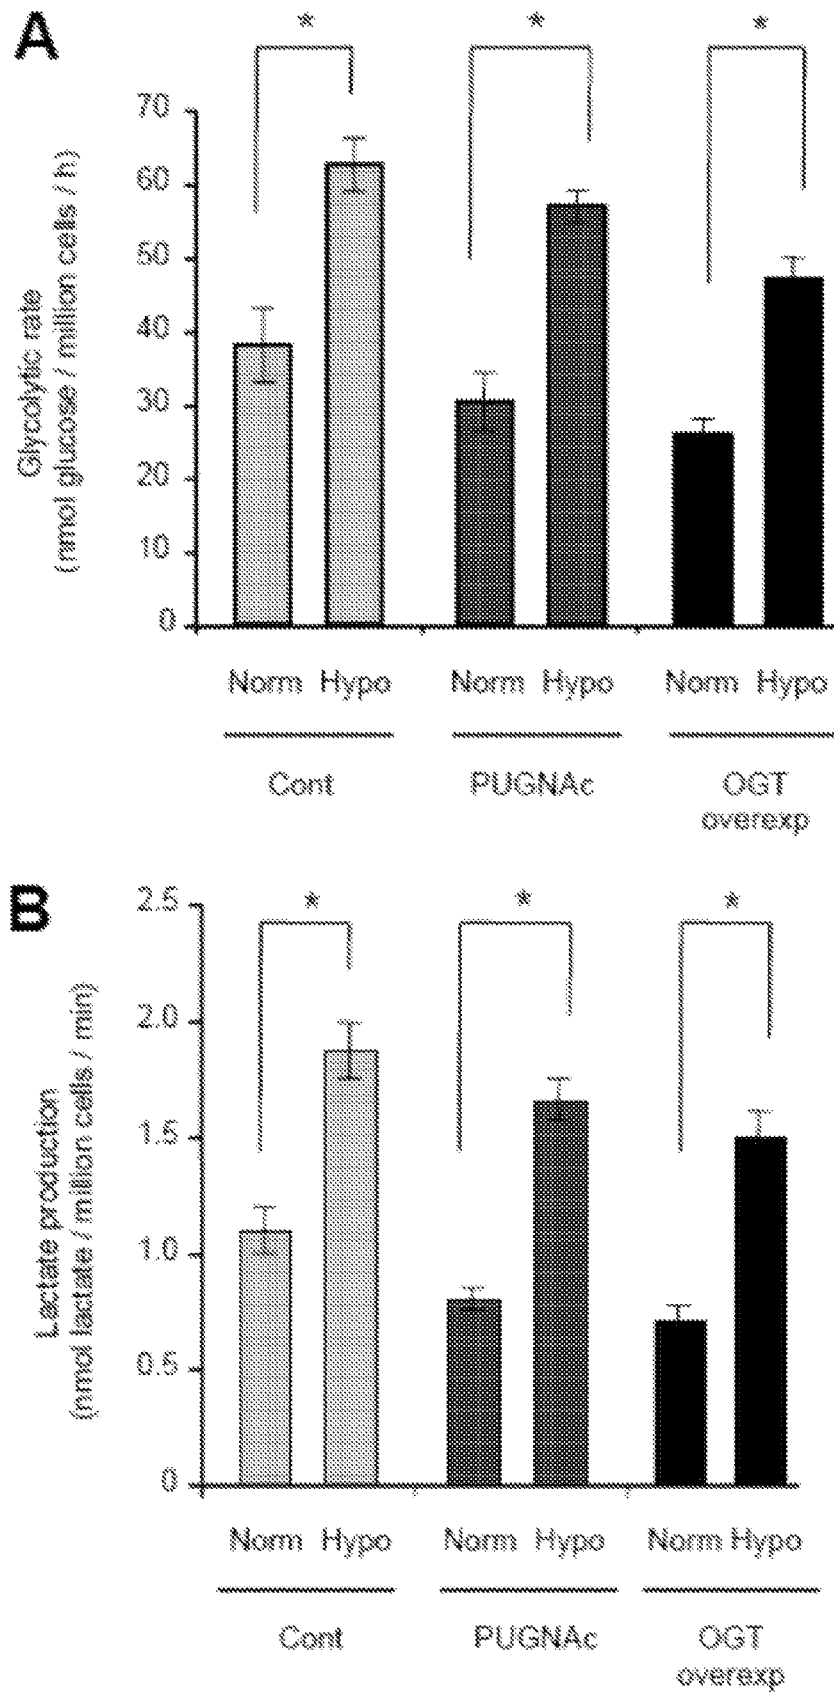 A
*
*
*
70
60
50
40
30
20
10
0
Glycolytic rate
(nmol glucose / million cells / h)
Norm Hypo Norm Hypo Norm Hypo
Cont PUGNAc OGT
overexp
B
*
*
*
2.5
2.0
1.5
1.0
0.5
0
Lactate production
(nmol lactate / million cells / min)
Norm Hypo Norm Hypo Norm Hypo
Cont PUGNAc OGT
overexp